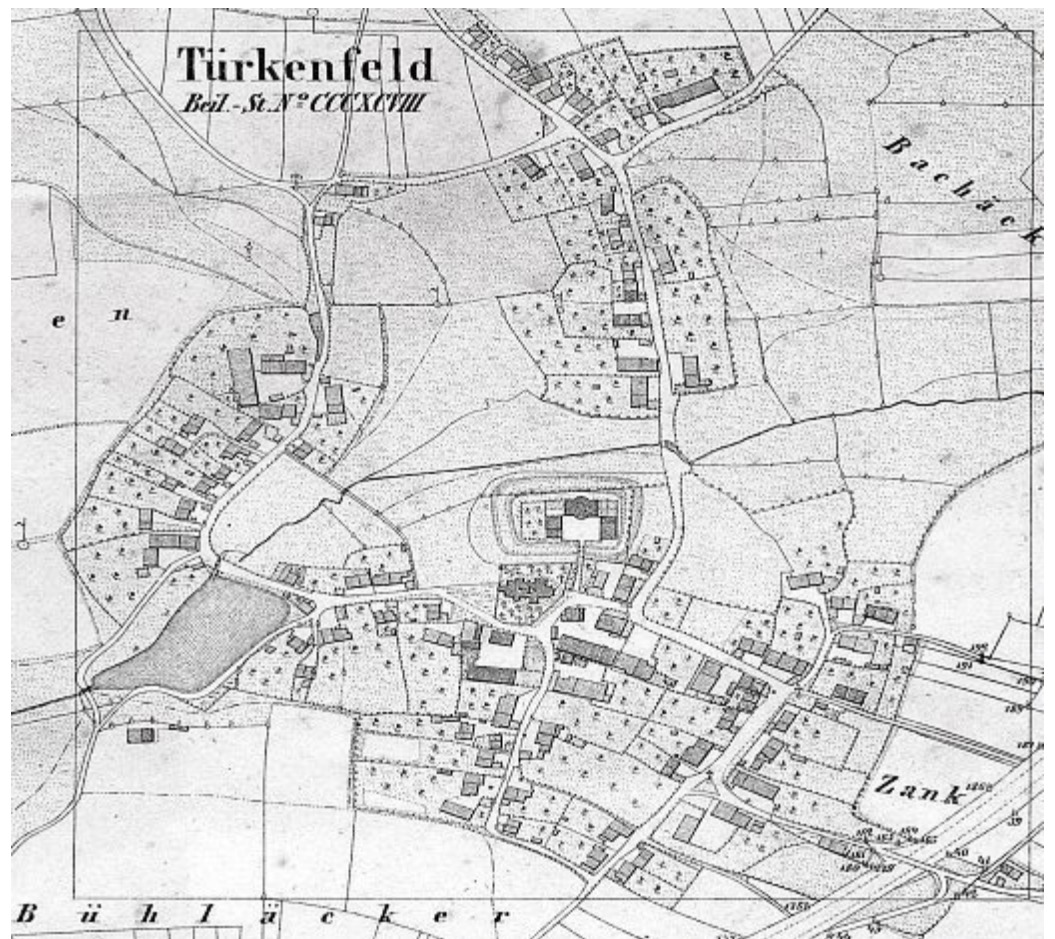 Türkenfeld
Beil.-St. Nº CCCXCVIII
Bachäck
en
Zank
Bühläcker